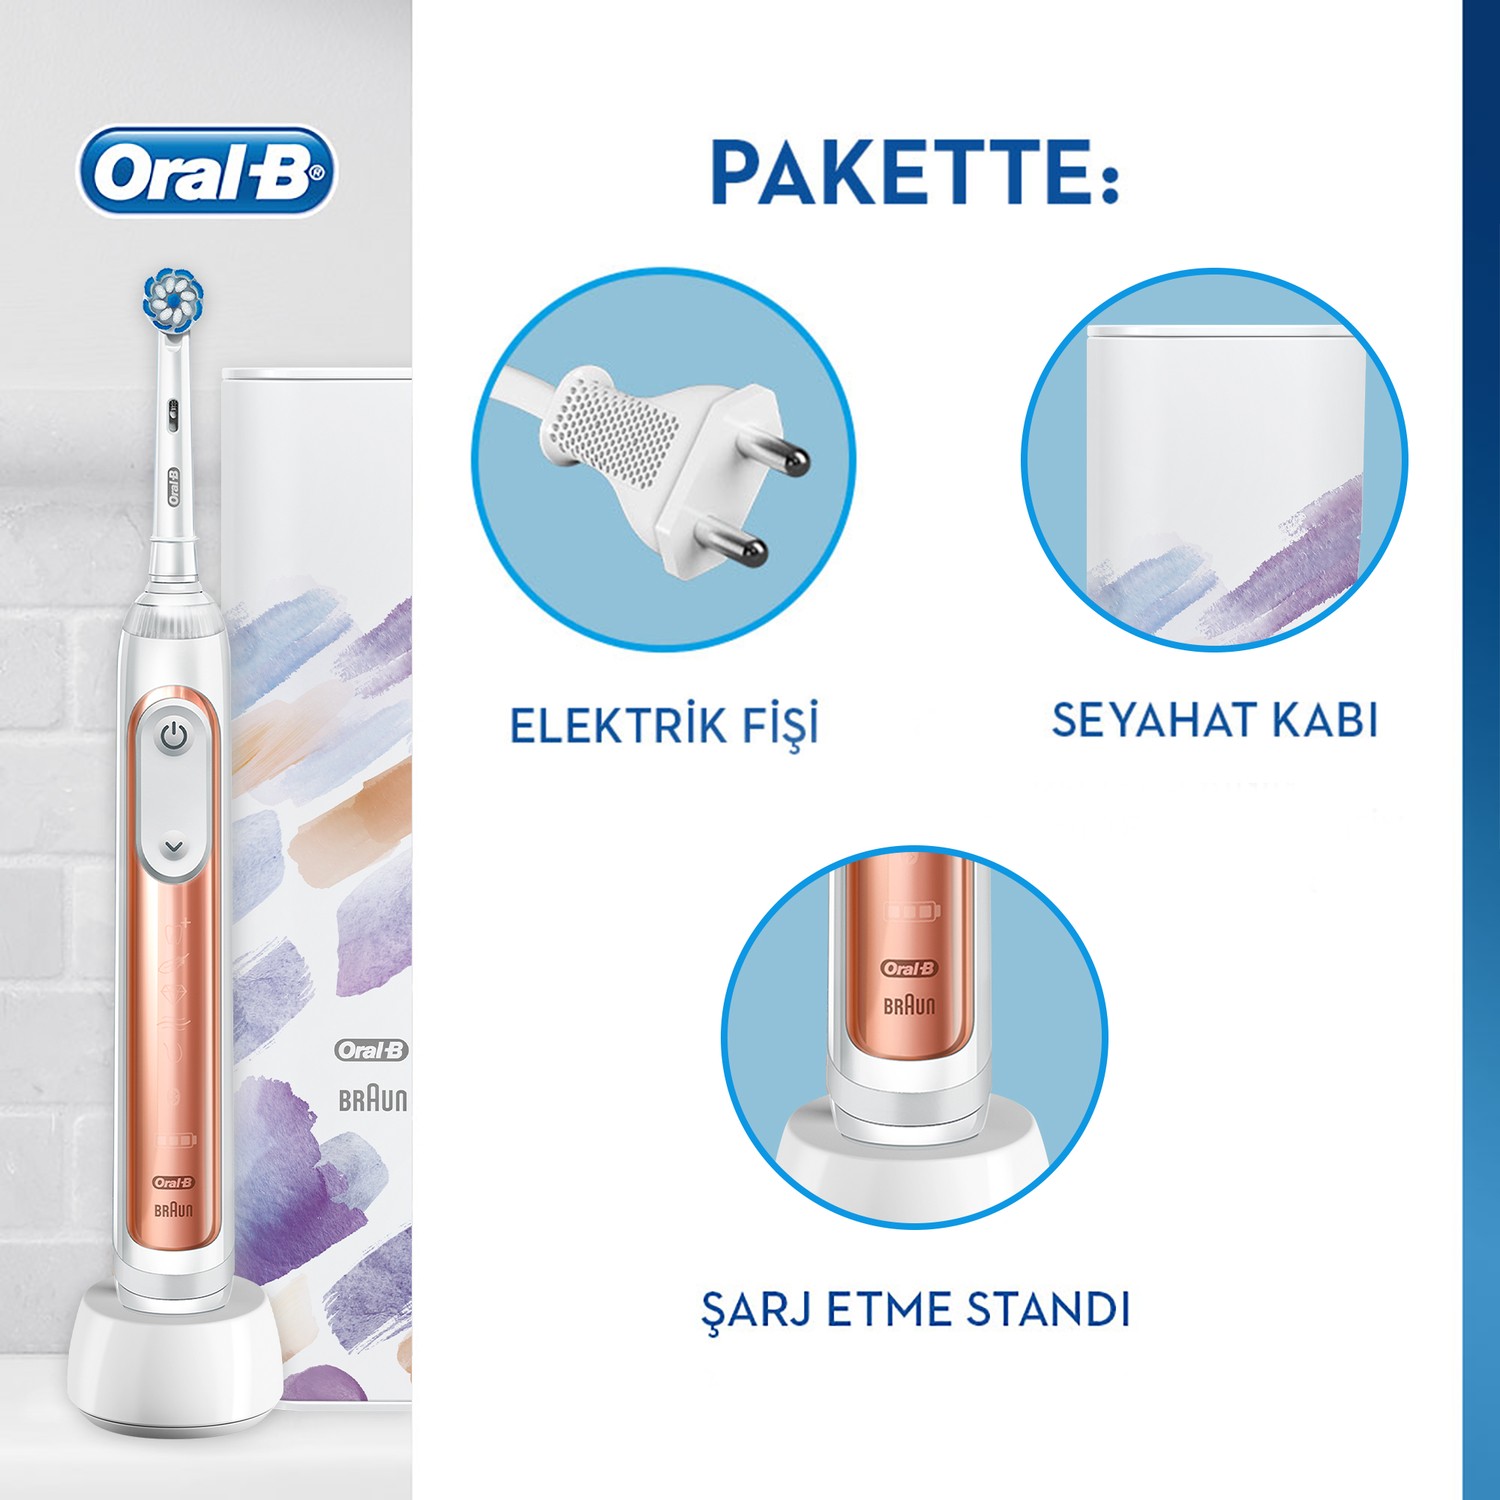 Oral-B®
PAKETTE:
ELEKTRİK FİŞİ
SEYAHAT KABI
Oral-B
BRAUN
ŞARJ ETME STANDI
Oral-B
Oral-B
BRAUN
Oral-B
BRAUN